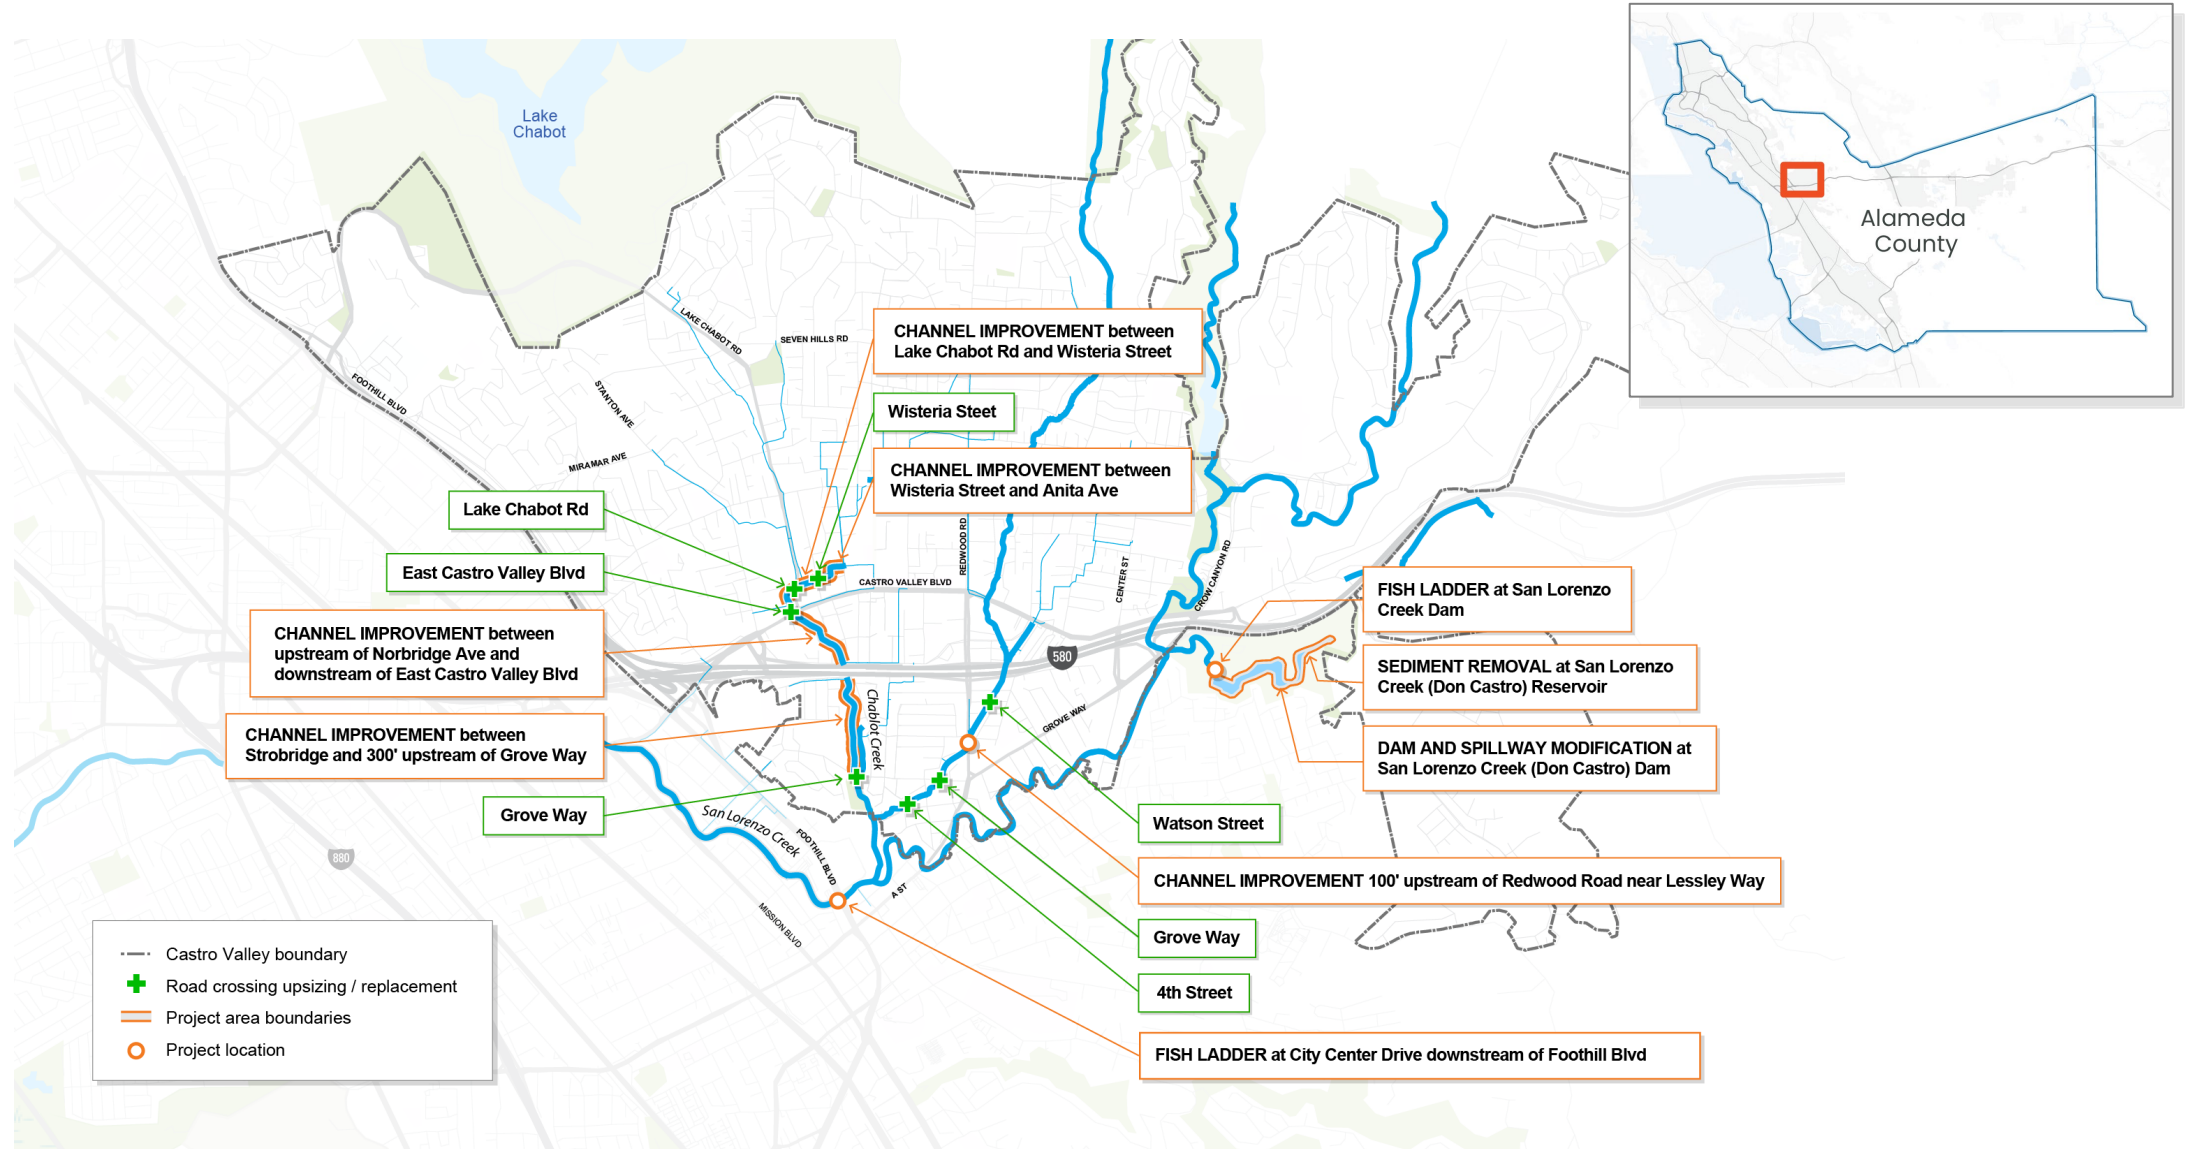 Lake
Chabot
Alameda
County
LAKE CHABOT RD
SEVEN HILLS RD
CHANNEL IMPROVEMENT between
Lake Chabot Rd and Wisteria Street
FOOTHILL BLVD
STANTON AVE
Wisteria Steet
MIRAMAR AVE
CHANNEL IMPROVEMENT between
Wisteria Street and Anita Ave
Lake Chabot Rd
REDWOOD RD
East Castro Valley Blvd
CASTRO VALLEY BLVD
CENTER ST
CROW CANYON RD
FISH LADDER at San Lorenzo
Creek Dam
CHANNEL IMPROVEMENT between
upstream of Norbridge Ave and
downstream of East Castro Valley Blvd
580
SEDIMENT REMOVAL at San Lorenzo
Creek (Don Castro) Reservoir
Chablot Creek
GROVE WAY
CHANNEL IMPROVEMENT between
Strobridge and 300' upstream of Grove Way
DAM AND SPILLWAY MODIFICATION at
San Lorenzo Creek (Don Castro) Dam
Grove Way
San Lorenzo Creek
FOOTHILL BLVD
Watson Street
880
A ST
MISSION BLVD
CHANNEL IMPROVEMENT 100' upstream of Redwood Road near Lessley Way
Grove Way
4th Street
FISH LADDER at City Center Drive downstream of Foothill Blvd
Castro Valley boundary
Road crossing upsizing / replacement
Project area boundaries
Project location